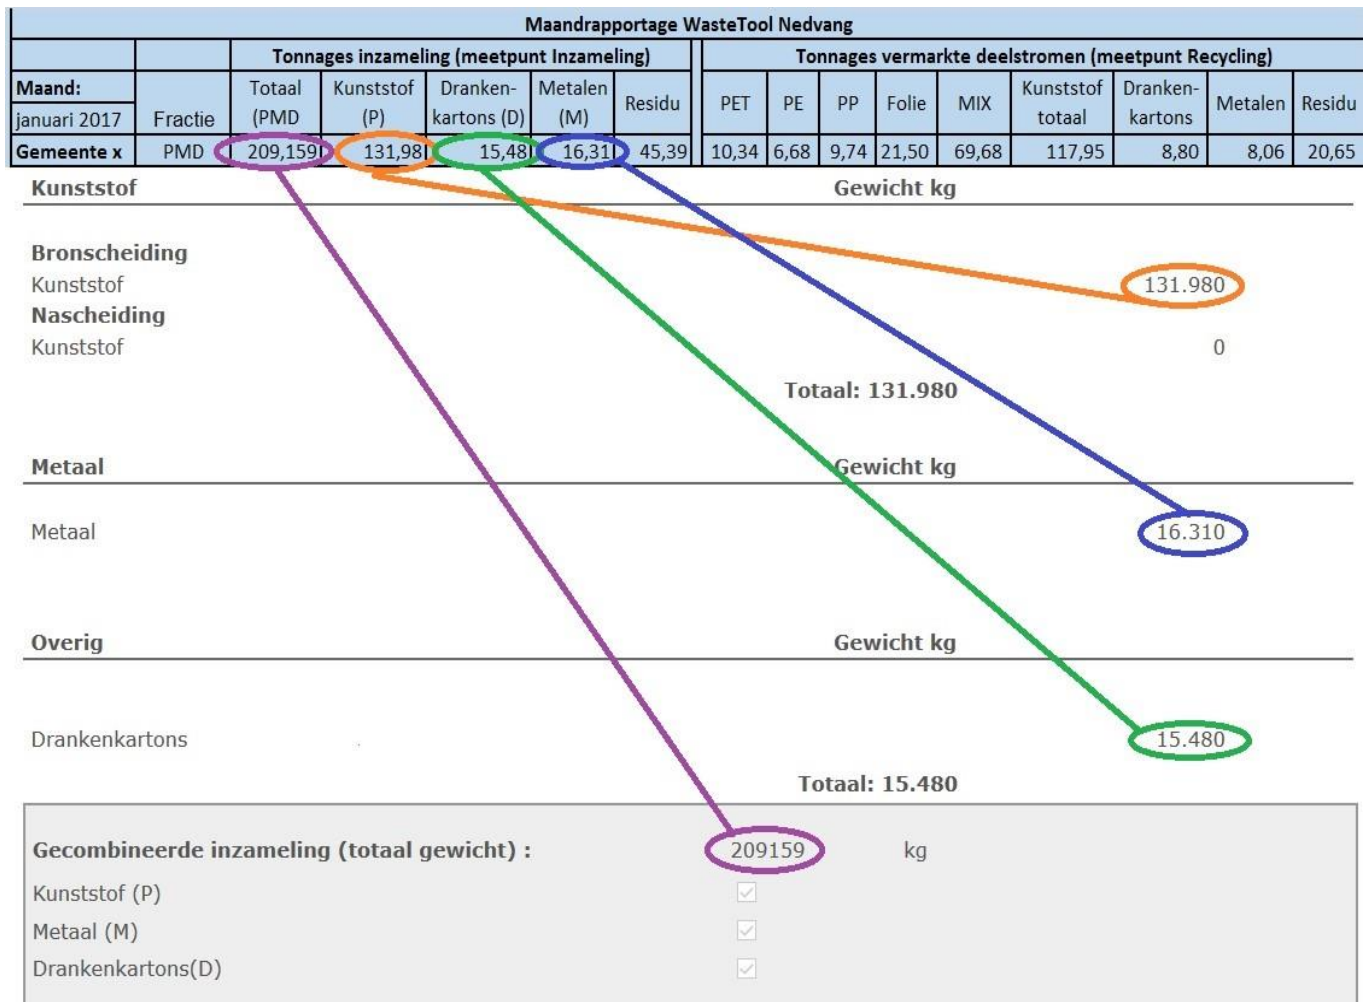 Maandrapportage WasteTool Nedvang
Tonnages inzameling (meetpunt Inzameling) Tonnages vermarkte deelstromen (meetpunt Recycling)
Maand: januari 2017 Fractie Totaal (PMD Kunststof (P) Dranken-kartons (D) Metalen (M) Residu PET PE PP Folie MIX Kunststof totaal Dranken-kartons Metalen Residu
Gemeente x PMD 209,159 131,98 15,48 16,31 45,39 10,34 6,68 9,74 21,50 69,68 117,95 8,80 8,06 20,65
Kunststof Gewicht kg
Bronscheiding
Kunststof 131.980
Nascheiding
Kunststof 0
Totaal: 131.980
Metaal Gewicht kg
Metaal 16.310
Overig Gewicht kg
Drankenkartons 15.480
Totaal: 15.480
Gecombineerde inzameling (totaal gewicht) : 209159 kg
Kunststof (P)
Metaal (M)
Drankenkartons(D)